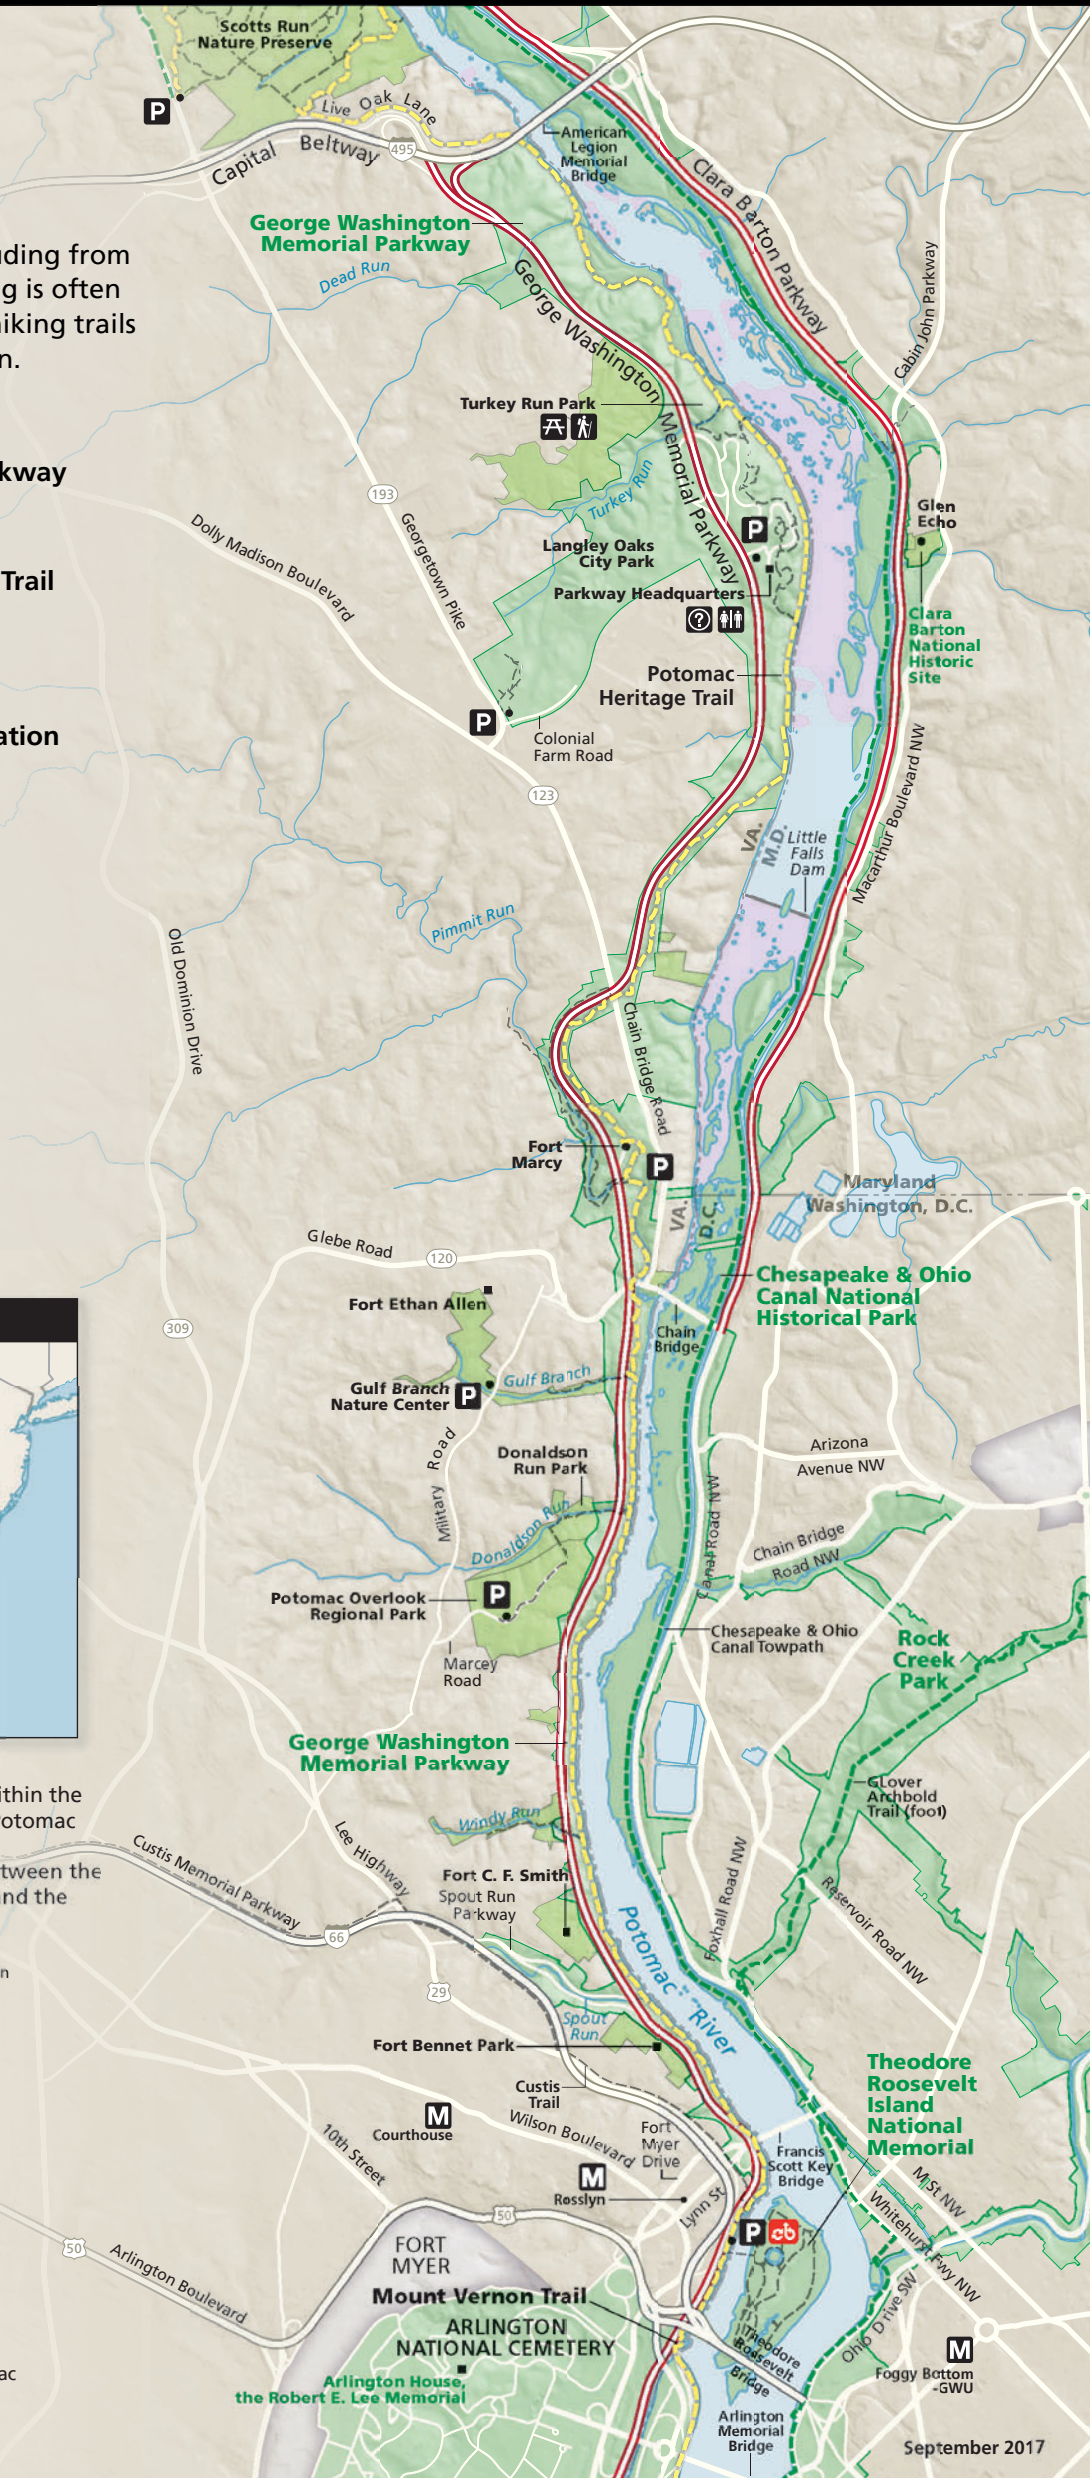 Scotts Run
Nature Preserve
P
Live Oak Lane
495
Capital Beltway
American
Legion
Memorial
Bridge
Clara Barton Parkway
George Washington
Memorial Parkway
uding from
Dead Run
g is often
George Washington Memorial Parkway
Cabin John Parkway
hiking trails
n.
Turkey Run Park
kway
Turkey Run
193
Georgetown Pike
Dolly Madison Boulevard
Glen
Echo
P
Langley Oaks
City Park
Trail
Parkway Headquarters
?
Clara
Barton
National
Historic
Site
Potomac
Heritage Trail
P
ation
Colonial
Farm Road
123
Macarthur Boulevard NW
VA.
M.D.
Little
Falls
Dam
Pimmit Run
Old Dominion Drive
Chain Bridge Road
Fort
Marcy
P
Maryland
Washington, D.C.
VA.
D.C.
Glebe Road
120
Chesapeake & Ohio
Canal National
Historical Park
Fort Ethan Allen
309
Chain
Bridge
Gulf Branch
Gulf Branch
Nature Center
P
Military Road
Arizona
Avenue NW
Donaldson
Run Park
Canal Road NW
Donaldson Run
Chain Bridge
Road NW
P
Potomac Overlook
Regional Park
Chesapeake & Ohio
Canal Towpath
Rock
Creek
Park
Marcey
Road
George Washington
Memorial Parkway
GLover
Archbold
Trail (foot)
ithin the
otomac
Windy Run
Lee Highway
Custis Memorial Parkway
tween the
nd the
Foxhall Road NW
Reservoir Road NW
Fort C. F. Smith
Spout Run
Parkway
66
Potomac River
n
29
Spout
Run
Fort Bennet Park
Theodore
Roosevelt
Island
National
Memorial
Custis
Trail
M
Courthouse
Wilson Boulevard
Fort
Myer
Drive
10th Street
Francis
Scott Key
Bridge
M
Rosslyn
Lynn St
M St NW
Whitehurst Fwy NW
50
P
cb
50
FORT
MYER
Arlington Boulevard
Mount Vernon Trail
Ohio Drive SW
ARLINGTON
NATIONAL CEMETERY
Theodore
Roosevelt
Bridge
M
Foggy Bottom
-GWU
ac
Arlington House,
the Robert E. Lee Memorial
Arlington
Memorial
Bridge
September 2017